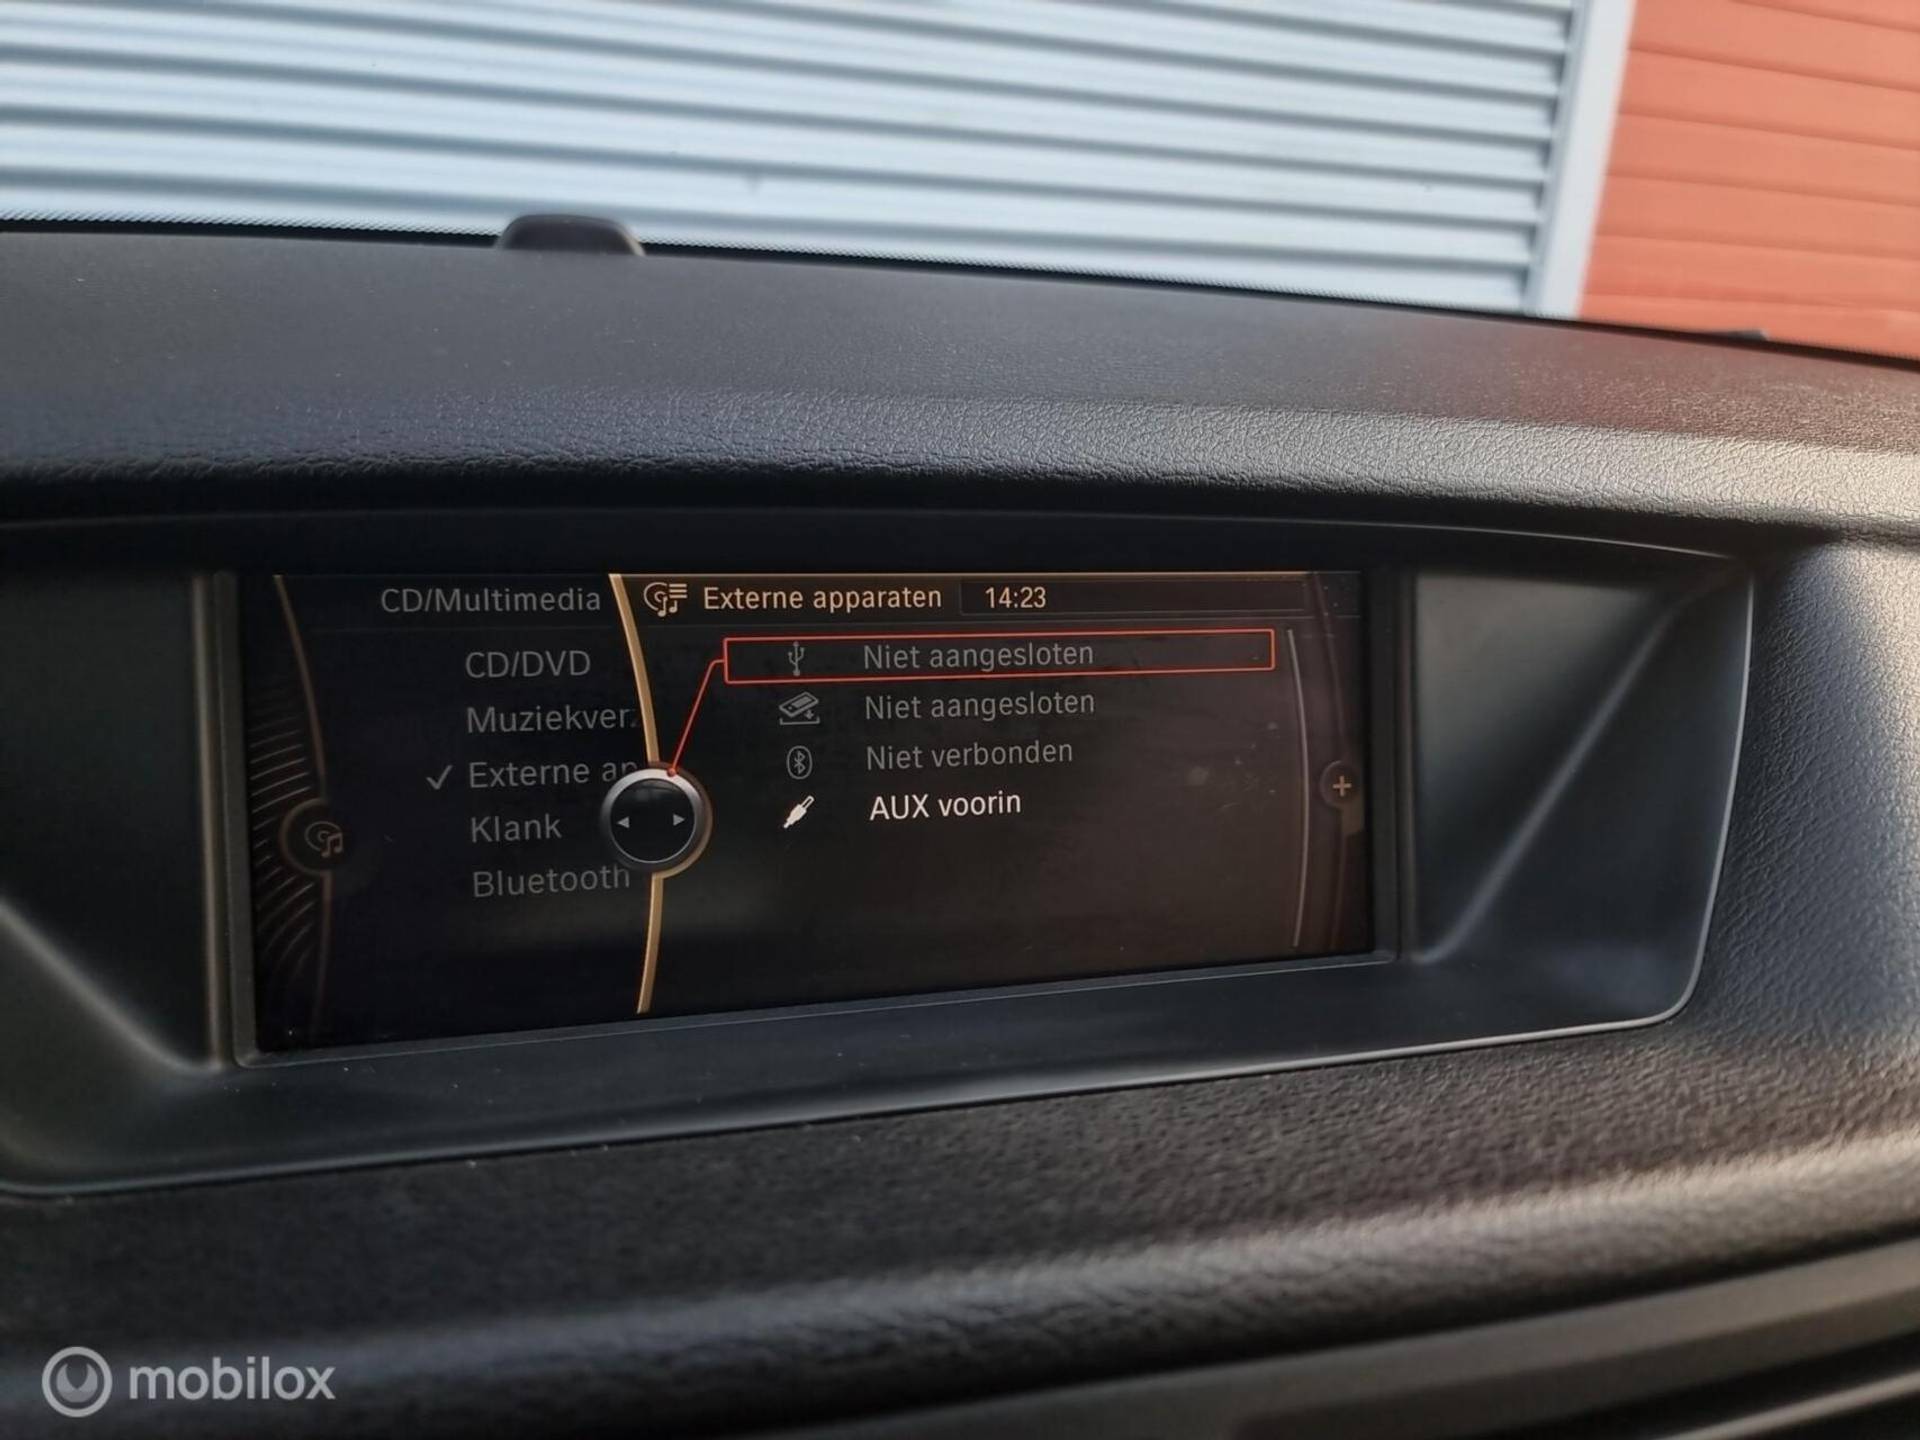 CD/Multimedia
Externe apparaten
14:23
CD/DVD
Muziekver.
Externe ap
Klank
Bluetooth
Niet aangesloten
Niet aangesloten
Niet verbonden
AUX voorin
mobilox